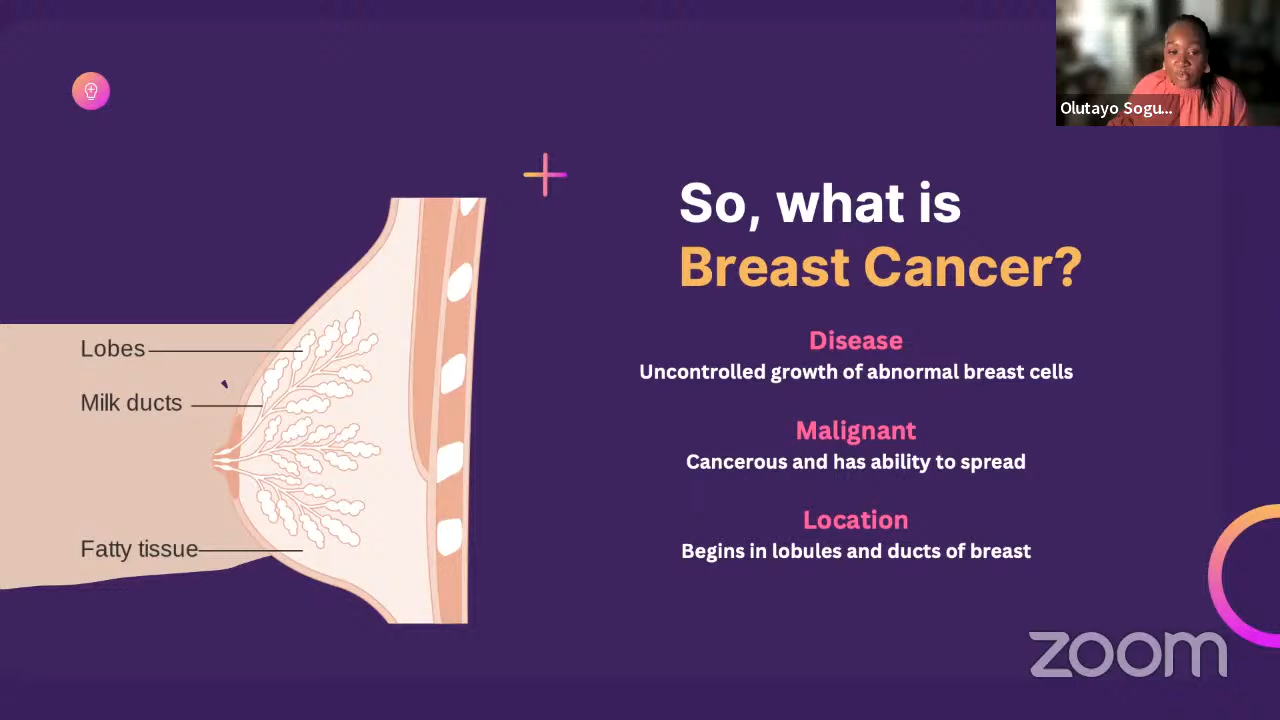 Olutayo Sogu...
So, what is
Breast Cancer?
Disease
Uncontrolled growth of abnormal breast cells
Malignant
Cancerous and has ability to spread
Location
Begins in lobules and ducts of breast
Lobes
Milk ducts
Fatty tissue
zoom